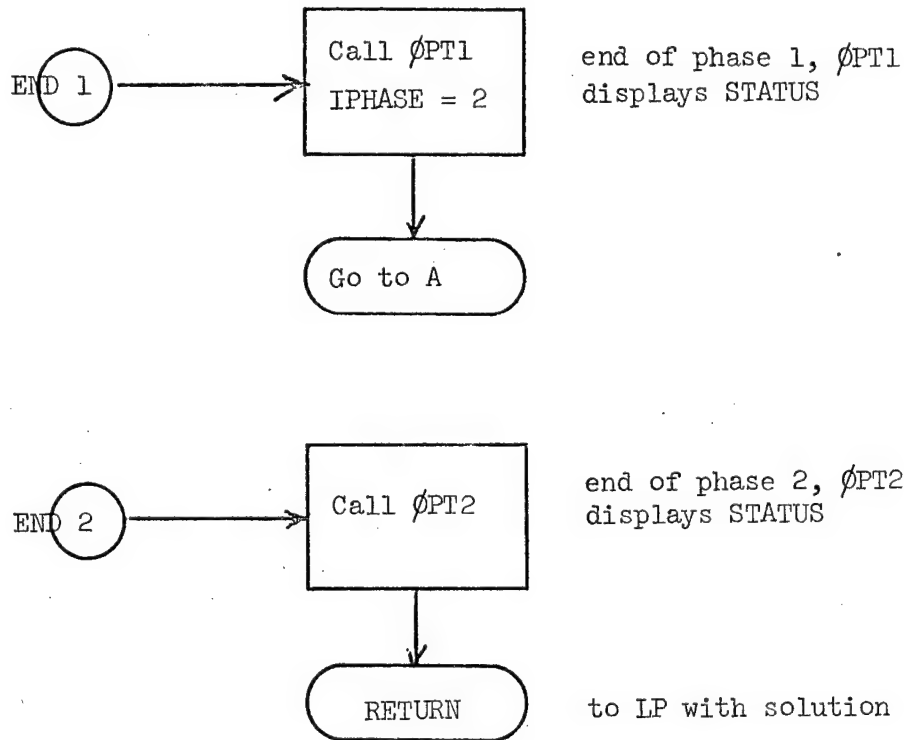 END 1
Call ØPT1
IPHASE = 2
end of phase 1, ØPT1
displays STATUS
Go to A
END 2
Call ØPT2
end of phase 2, ØPT2
displays STATUS
RETURN
to LP with solution